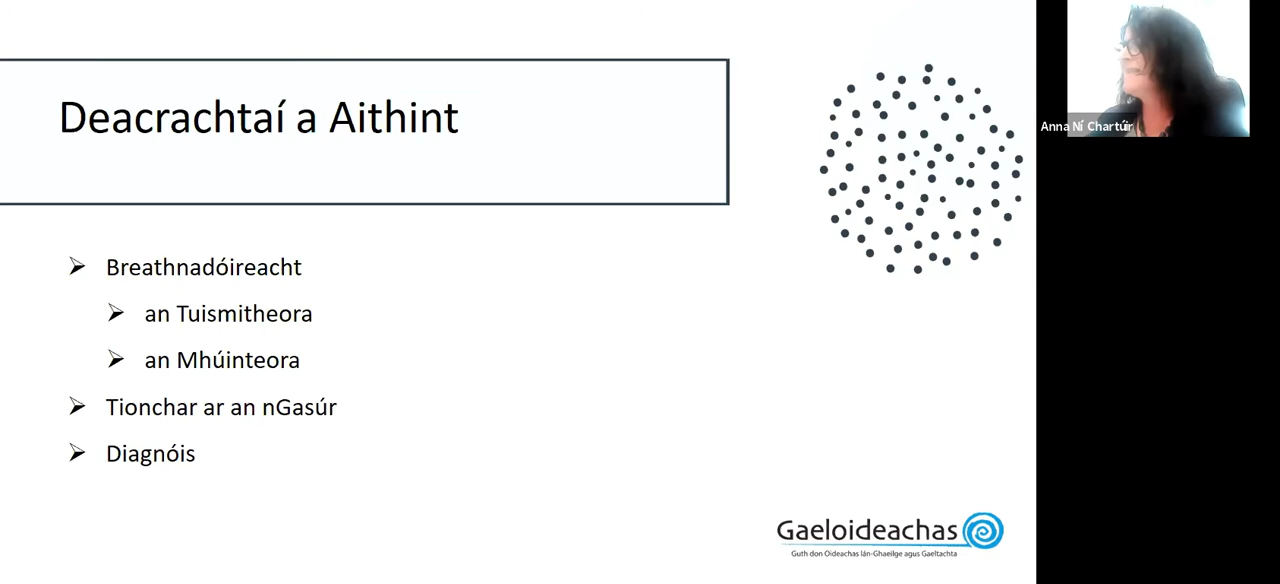 Deacrachtaí a Aithint
Breathnadóireacht
an Tuismitheora
an Mhúinteora
Tionchar ar an nGasúr
Diagnóis
Gaeloideachas
Guth don Oideachas lán-Ghaeilge agus Gaeltachta
Anna Ní Chartúir